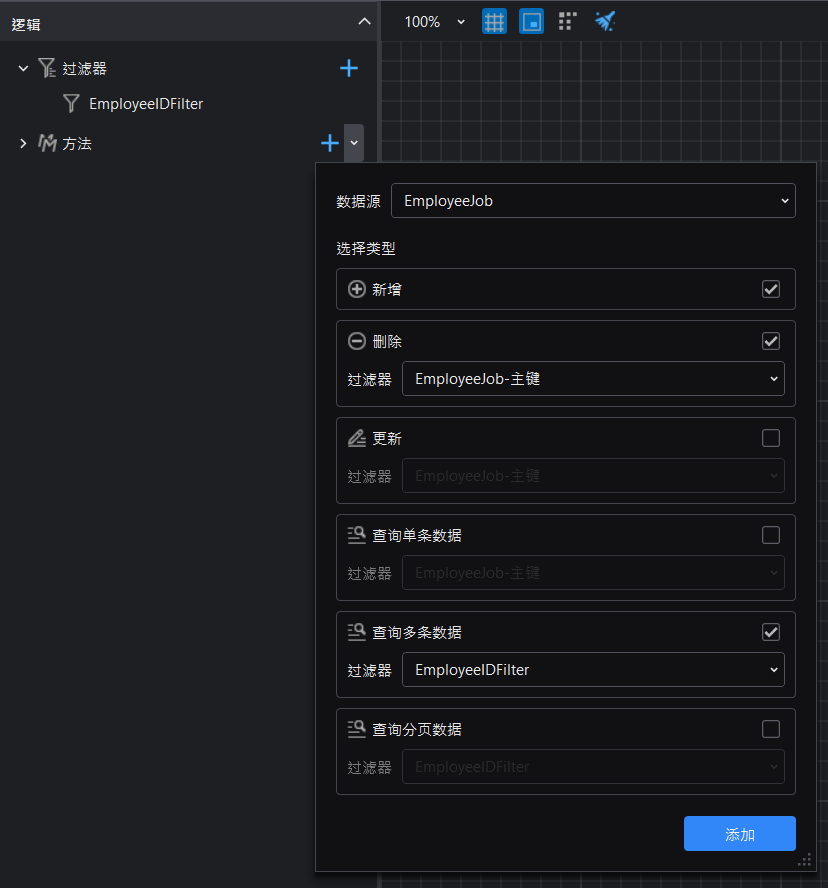 逻辑
100%
过滤器
EmployeeIDFilter
方法
数据源
EmployeeJob
选择类型
新增
删除
过滤器
EmployeeJob-主键
更新
过滤器
EmployeeJob-主键
查询单条数据
过滤器
EmployeeJob-主键
查询多条数据
过滤器
EmployeeIDFilter
查询分页数据
过滤器
EmployeeIDFilter
添加